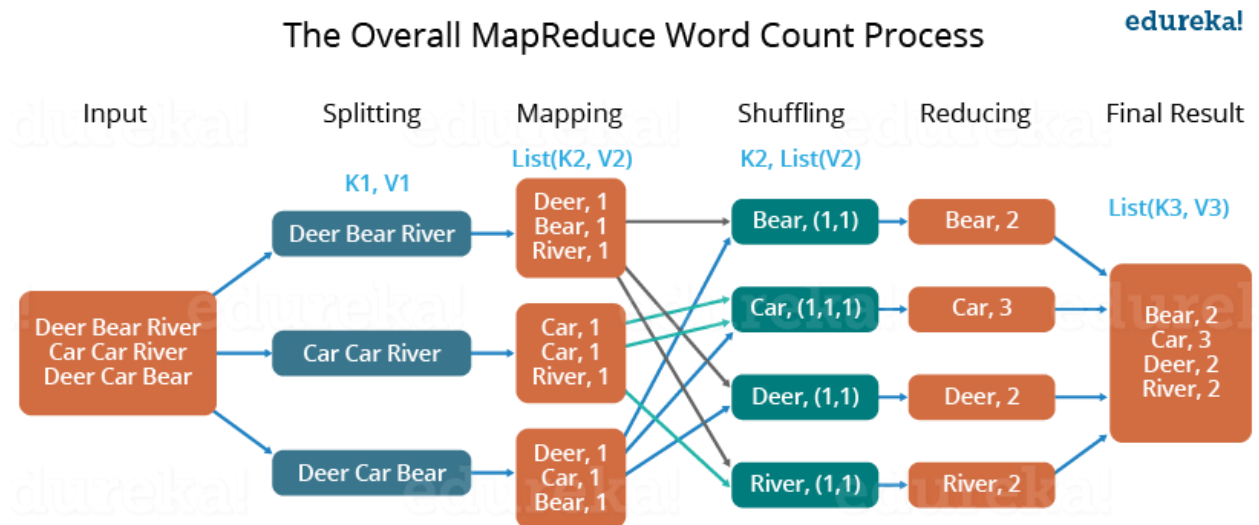 The Overall MapReduce Word Count Process
edureka!
Input
Splitting
Mapping
Shuffling
Reducing
Final Result
K1, V1
List(K2, V2)
K2, List(V2)
List(K3, V3)
Deer Bear River
Car Car River
Deer Car Bear
Deer Bear River
Car Car River
Deer Car Bear
Deer, 1
Bear, 1
River, 1
Car, 1
Car, 1
River, 1
Deer, 1
Car, 1
Bear, 1
Bear, (1,1)
Car, (1,1,1)
Deer, (1,1)
River, (1,1)
Bear, 2
Car, 3
Deer, 2
River, 2
Bear, 2
Car, 3
Deer, 2
River, 2